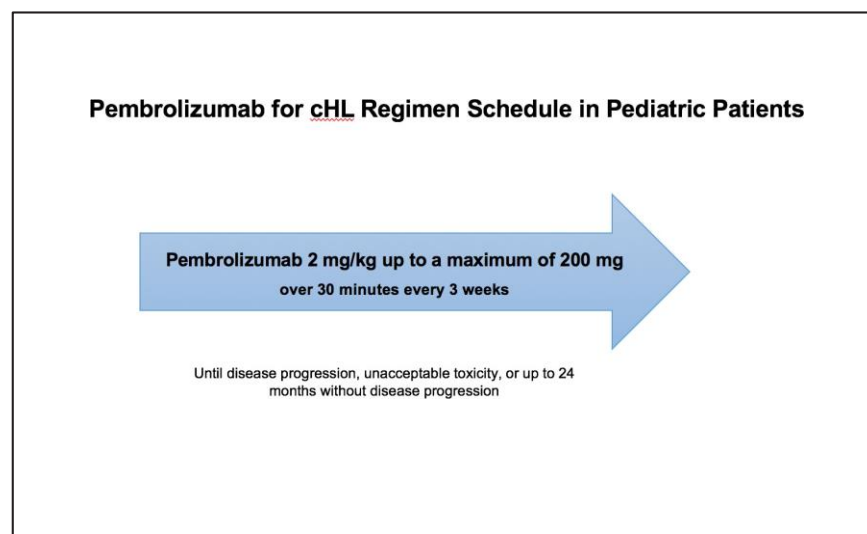 Pembrolizumab for cHL Regimen Schedule in Pediatric Patients
Pembrolizumab 2 mg/kg up to a maximum of 200 mg
over 30 minutes every 3 weeks
Until disease progression, unacceptable toxicity, or up to 24
months without disease progression